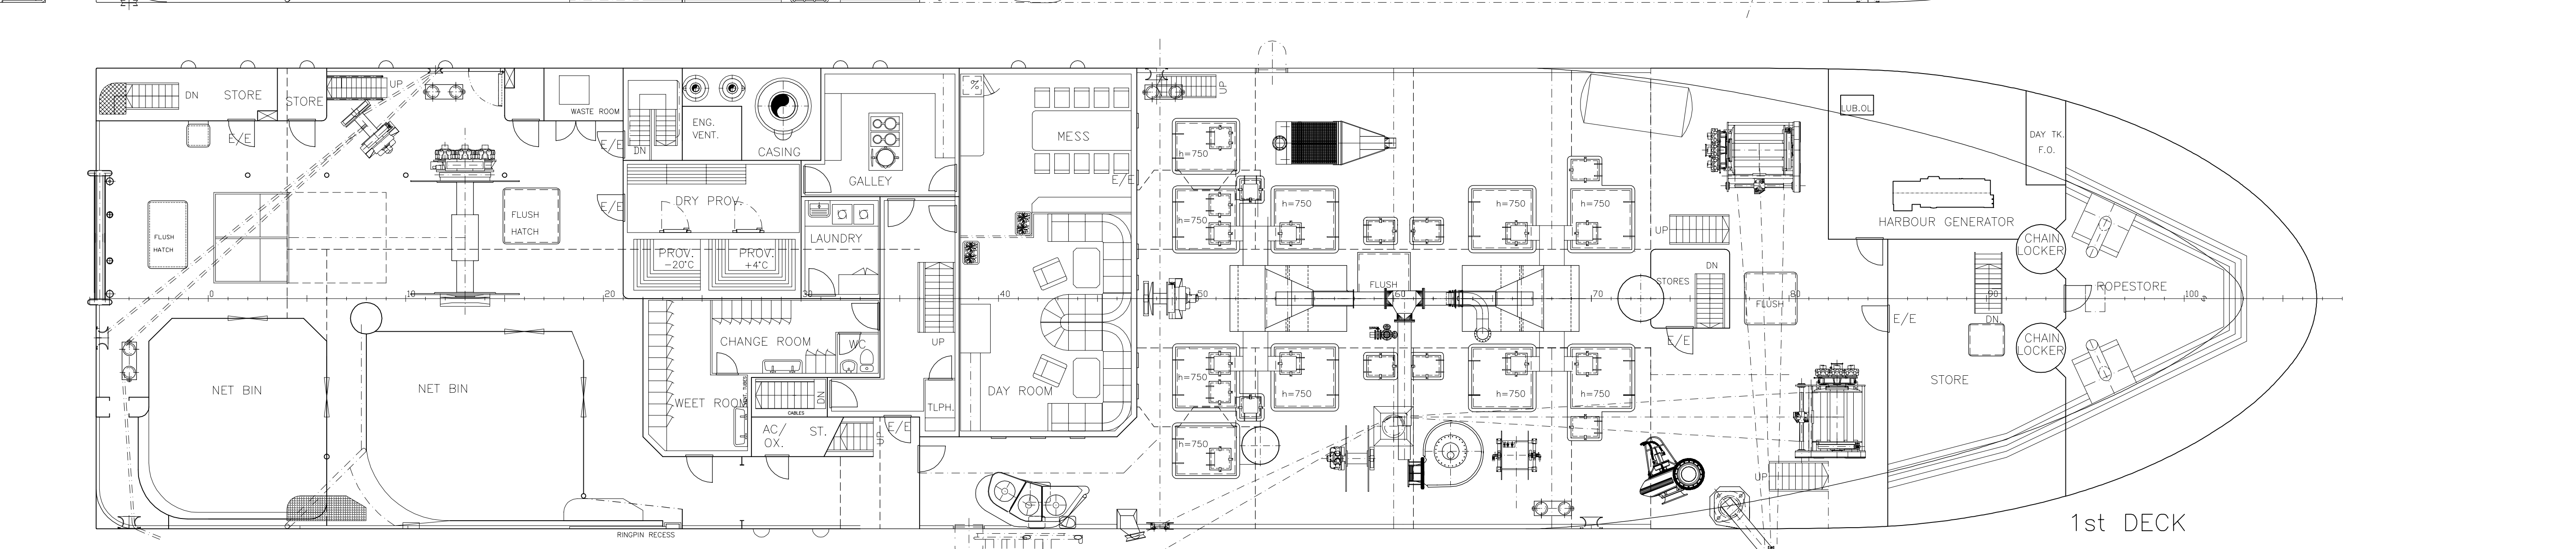 DN
STORE
STORE
UP
WASTE ROOM
E/E
E/E
DN
ENG.
VENT.
CASING
GALLEY
%
MESS
E/E
UP
h=750
LUB.OL.
DAY TK.
F.O.
FLUSH
HATCH
FLUSH
HATCH
E/E
DRY PROV.
PROV.
-20°C
PROV.
+4°C
LAUNDRY
h=750
h=750
h=750
h=750
UP
HARBOUR GENERATOR
CHAIN
LOCKER
STORES
DN
FLUSH
FLUSH
ROPESTORE
0
10
20
30
40
50
60
70
80
90
100
DN
E/E
E/E
CHAIN
LOCKER
NET BIN
NET BIN
CHANGE ROOM
WC
UP
WEET ROOM
DN
CABLES
TLPH.
DAY ROOM
h=750
h=750
h=750
h=750
STORE
AC/
OX.
ST.
UP
E/E
h=750
UP
RINGPIN RECESS
1st DECK